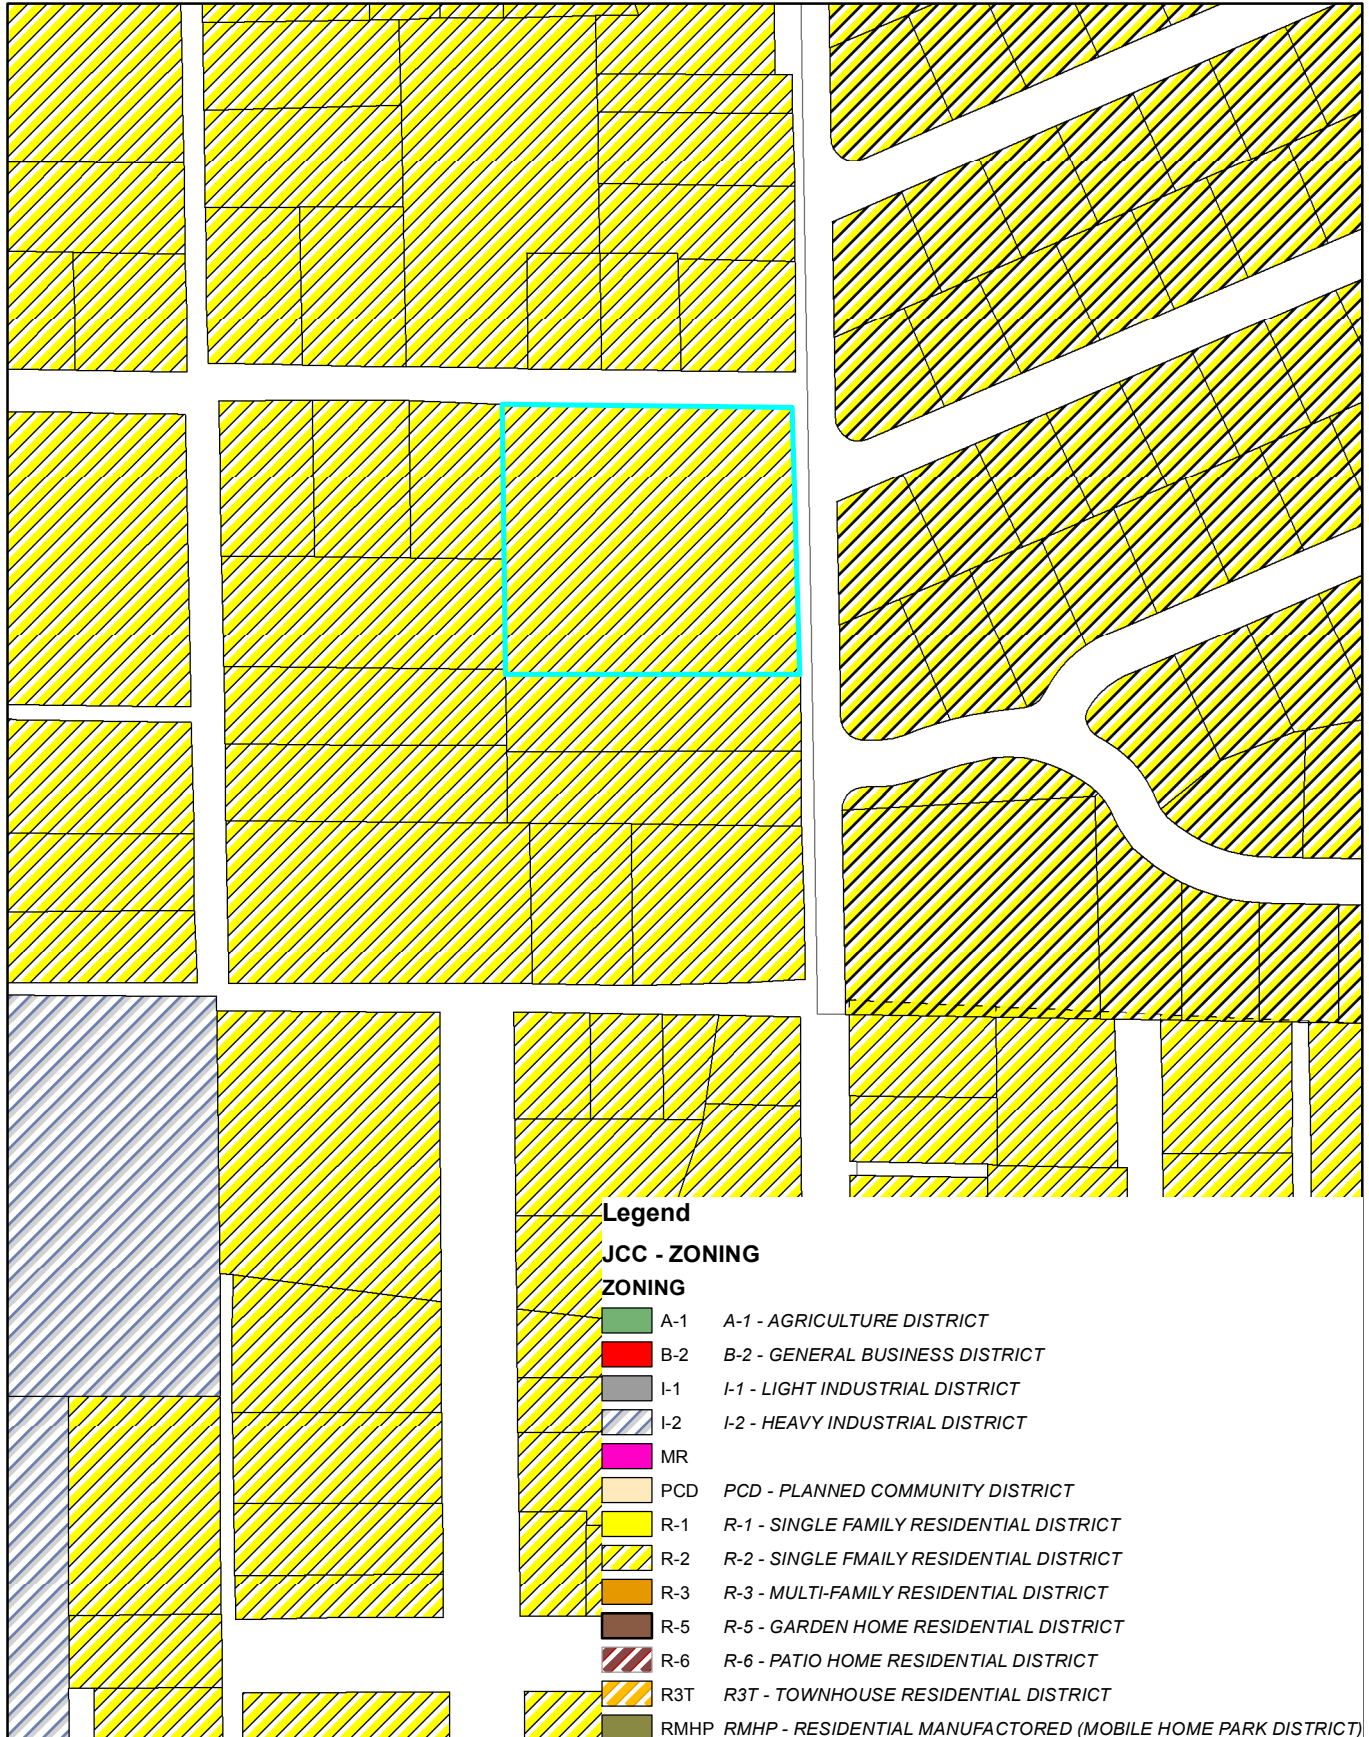 Legend
JCC - ZONING
ZONING
A-1 A-1 - AGRICULTURE DISTRICT
B-2 B-2 - GENERAL BUSINESS DISTRICT
I-1 I-1 - LIGHT INDUSTRIAL DISTRICT
I-2 I-2 - HEAVY INDUSTRIAL DISTRICT
MR
PCD PCD - PLANNED COMMUNITY DISTRICT
R-1 R-1 - SINGLE FAMILY RESIDENTIAL DISTRICT
R-2 R-2 - SINGLE FMAILY RESIDENTIAL DISTRICT
R-3 R-3 - MULTI-FAMILY RESIDENTIAL DISTRICT
R-5 R-5 - GARDEN HOME RESIDENTIAL DISTRICT
R-6 R-6 - PATIO HOME RESIDENTIAL DISTRICT
R3T R3T - TOWNHOUSE RESIDENTIAL DISTRICT
RMHP RMHP - RESIDENTIAL MANUFACTORED (MOBILE HOME PARK DISTRICT)